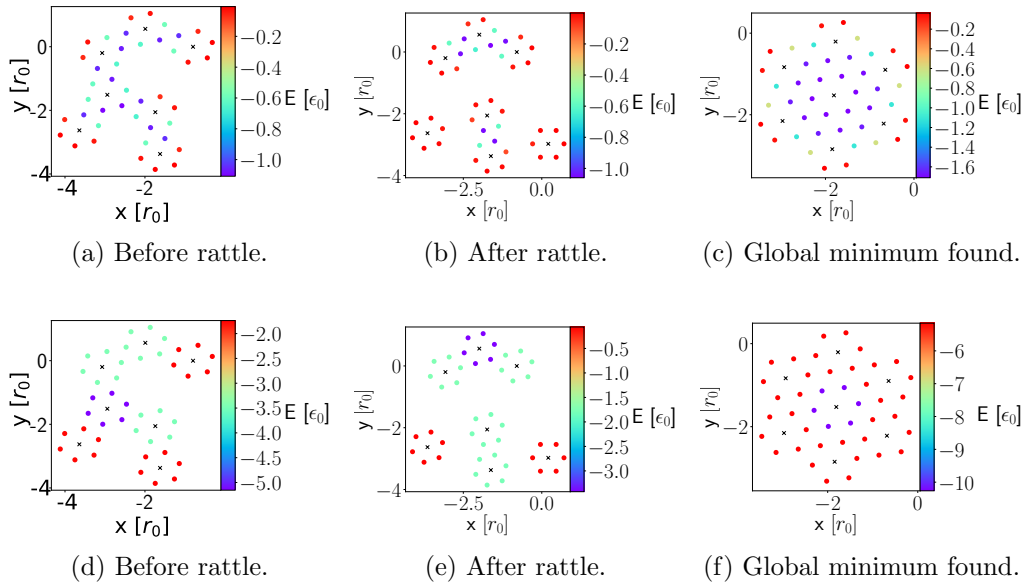 0
−2
−4
y [r₀]
-4
-2
x [r₀]
−0.2
−0.4
−0.6
−0.8
−1.0
E [ϵ₀]
0
−2
−4
y [r₀]
−2.5
0.0
x [r₀]
−0.2
−0.4
−0.6
−0.8
−1.0
E [ϵ₀]
0
−2
y [r₀]
−2
0
x [r₀]
−0.2
−0.4
−0.6
−0.8
−1.0
−1.2
−1.4
−1.6
E [ϵ₀]
(a) Before rattle.
(b) After rattle.
(c) Global minimum found.
0
-2
-4
y [r₀]
-4
-2
x [r₀]
−2.0
−2.5
−3.0
−3.5
−4.0
−4.5
−5.0
E [ϵ₀]
0
−2
−4
y [r₀]
−2.5
0.0
x [r₀]
−0.5
−1.0
−1.5
−2.0
−2.5
−3.0
E [ϵ₀]
0
−2
y [r₀]
−2
0
x [r₀]
−6
−7
−8
−9
−10
E [ϵ₀]
(d) Before rattle.
(e) After rattle.
(f) Global minimum found.